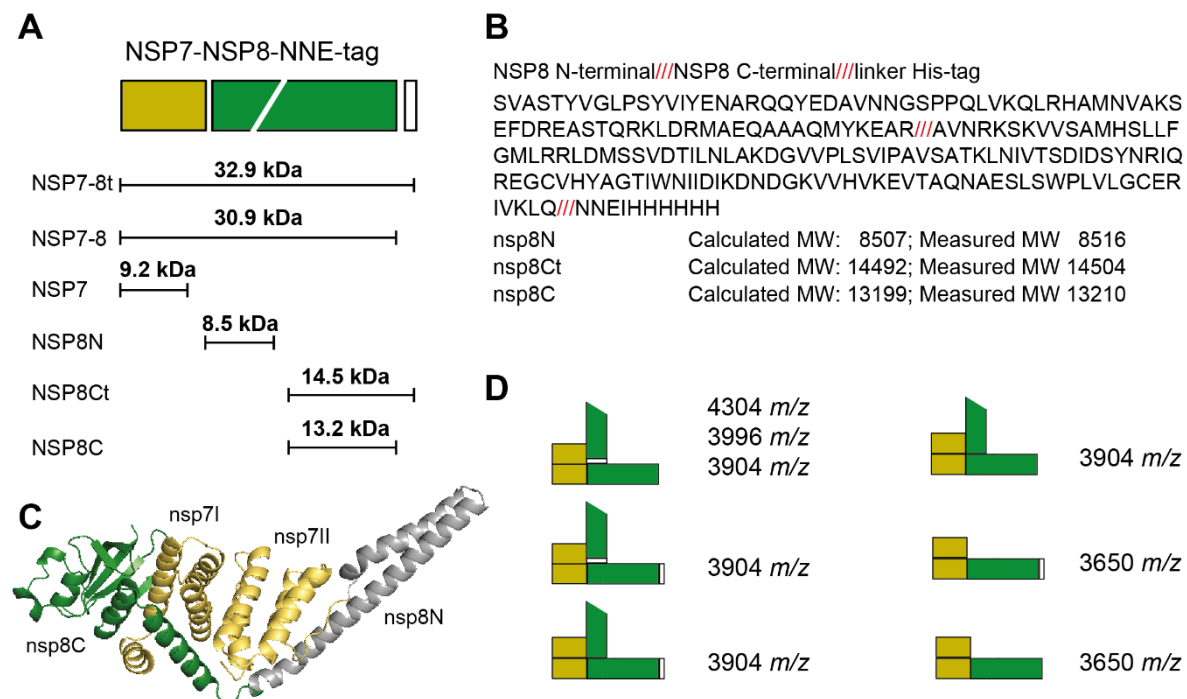 A
NSP7-NSP8-NNE-tag
NSP7-8t
32.9 kDa
NSP7-8
30.9 kDa
NSP7
9.2 kDa
NSP8N
8.5 kDa
NSP8Ct
14.5 kDa
NSP8C
13.2 kDa
B
NSP8 N-terminal///NSP8 C-terminal///linker His-tag
SVASTYVGLPSYVIYENARQQYEDAVNNGSPPQLVKQLRHAMNVAKS
EFDREASTQRKLDRMAEQAAAQMYKEAR///AVNRKSKVVSAMHSLLF
GMLRRLDMSSVDTILNLAKDGVVPLSVIPAVSATKLNIVTSDIDSYNRIQ
REGCVHYAGTIWNIIDIKDNDGKVVHVKEVTAQNAESLSWPLVLGCER
IVKLQ///NNEIHHHHHH
nsp8N Calculated MW: 8507; Measured MW 8516
nsp8Ct Calculated MW: 14492; Measured MW 14504
nsp8C Calculated MW: 13199; Measured MW 13210
C
nsp7I
nsp7II
nsp8C
nsp8N
D
4304 m/z
3996 m/z
3904 m/z
3904 m/z
3904 m/z
3904 m/z
3650 m/z
3650 m/z